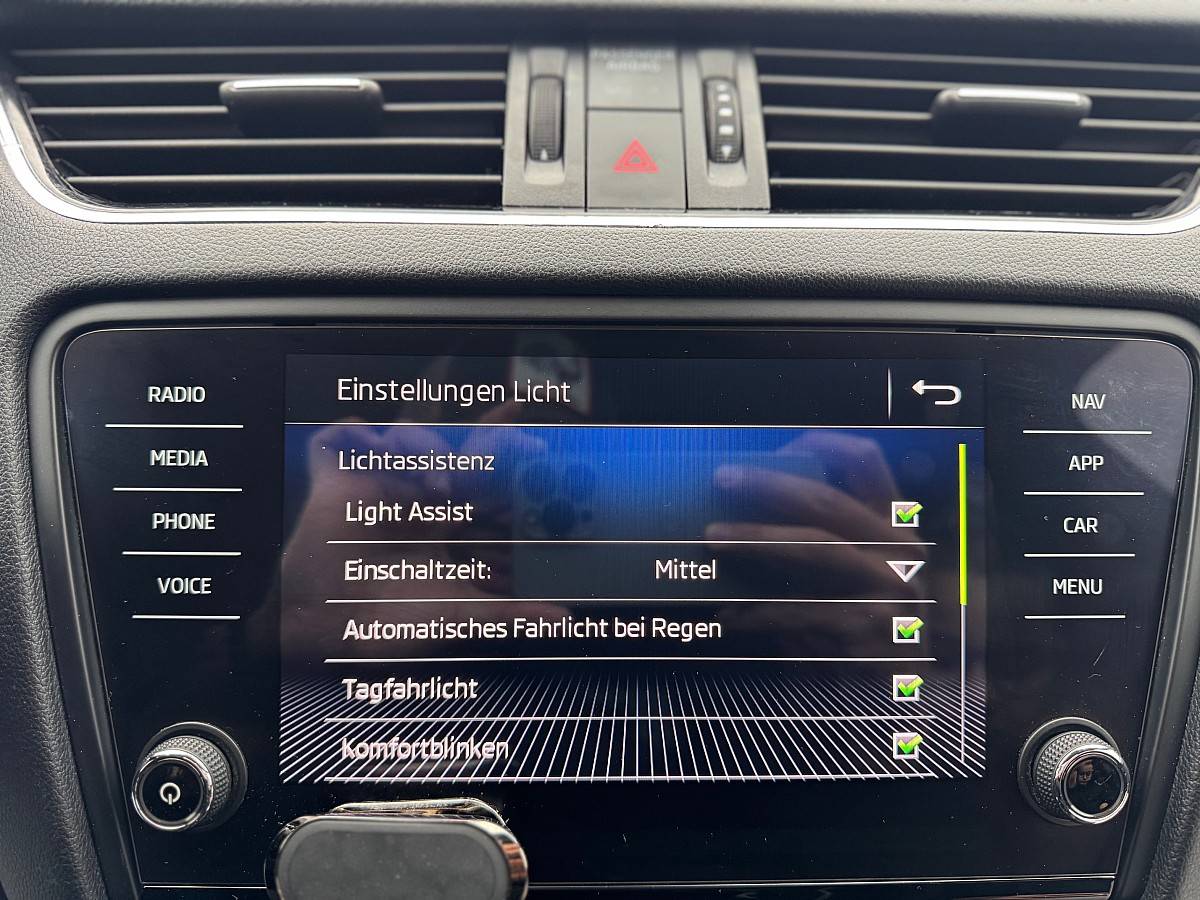 RADIO
MEDIA
PHONE
VOICE
Einstellungen Licht
Lichtassistenz
Light Assist
Einschaltzeit: Mittel
Automatisches Fahrlicht bei Regen
Tagfahrlicht
Komfortblinken
NAV
APP
CAR
MENU